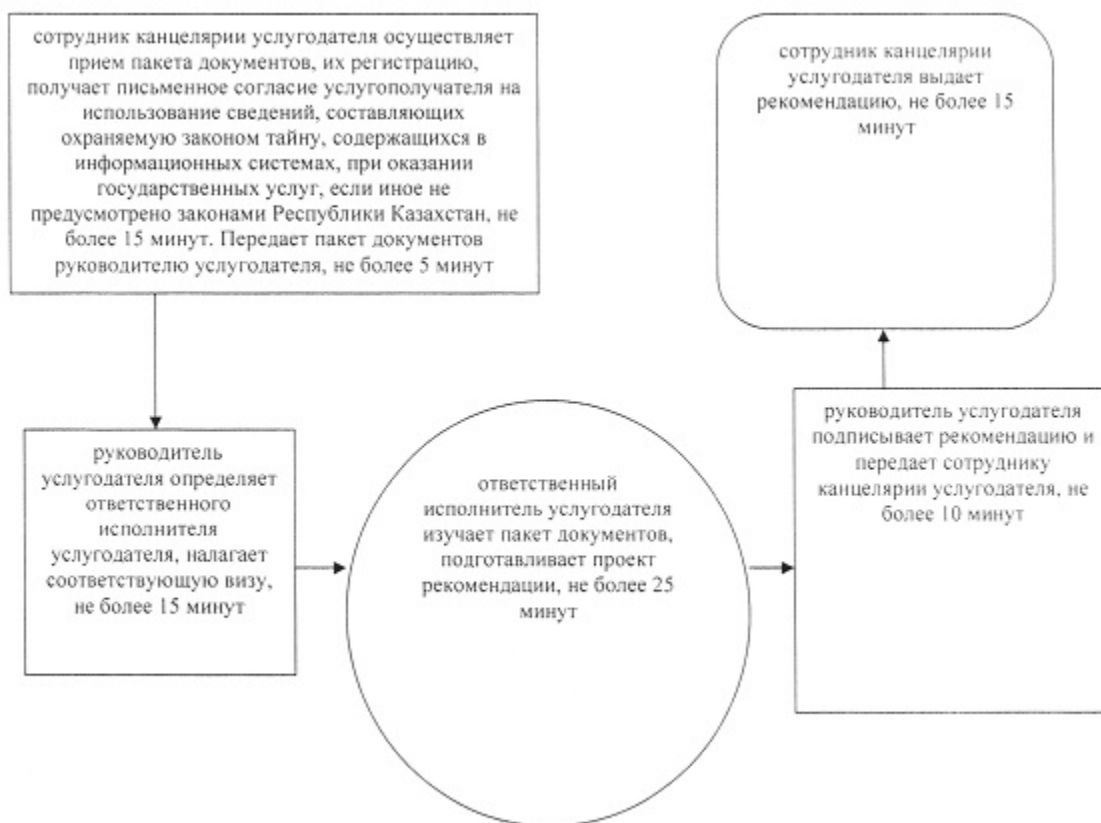 сотрудник канцелярии услугодателя осуществляет
прием пакета документов, их регистрацию,
получает письменное согласие услугополучателя на
использование сведений, составляющих
охраняемую законом тайну, содержащихся в
информационных системах, при оказании
государственных услуг, если иное не
предусмотрено законами Республики Казахстан, не
более 15 минут. Передает пакет документов
руководителю услугодателя, не более 5 минут
руководитель
услугодателя определяет
ответственного
исполнителя
услугодателя, налагает
соответствующую визу,
не более 15 минут
ответственный
исполнитель услугодателя
изучает пакет документов,
подготавливает проект
рекомендации, не более 25
минут
руководитель услугодателя
подписывает рекомендацию и
передает сотруднику
канцелярии услугодателя, не
более 10 минут
сотрудник канцелярии
услугодателя выдает
рекомендацию, не более 15
минут